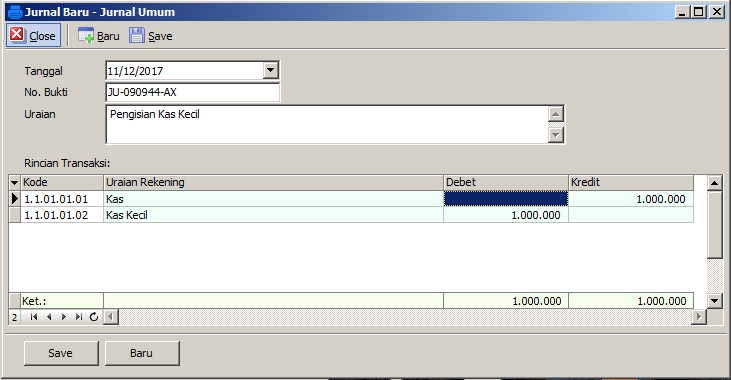 Jurnal Baru - Jurnal Umum
Close Baru Save
Tanggal 11/12/2017
No. Bukti JU-090944-AX
Uraian Pengisian Kas Kecil
Rincian Transaksi:
Kode Uraian Rekening Debet Kredit
1.1.01.01.01 Kas 1.000.000
1.1.01.01.02 Kas Kecil 1.000.000
Ket.: 1.000.000 1.000.000
2
Save Baru